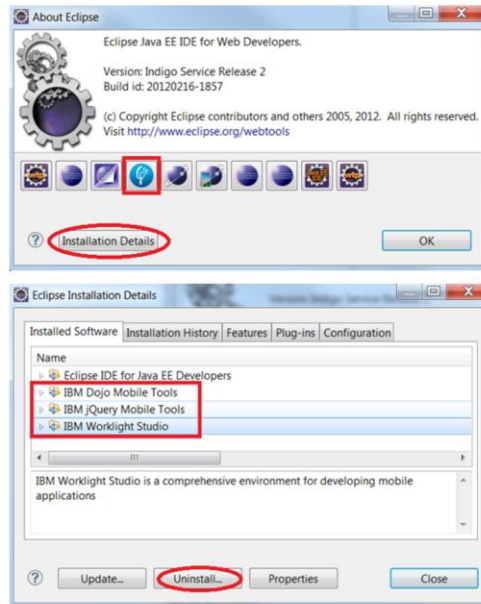 About Eclipse
Eclipse Java EE IDE for Web Developers.
Version: Indigo Service Release 2
Build id: 20120216-1857
(c) Copyright Eclipse contributors and others 2005, 2012. All rights reserved.
Visit http://www.eclipse.org/webtools
Installation Details
OK
Eclipse Installation Details
Installed Software Installation History Features Plug-ins Configuration
Name
Eclipse IDE for Java EE Developers
IBM Dojo Mobile Tools
IBM jQuery Mobile Tools
IBM Worklight Studio
IBM Worklight Studio is a comprehensive environment for developing mobile
applications
Update... Uninstall... Properties Close